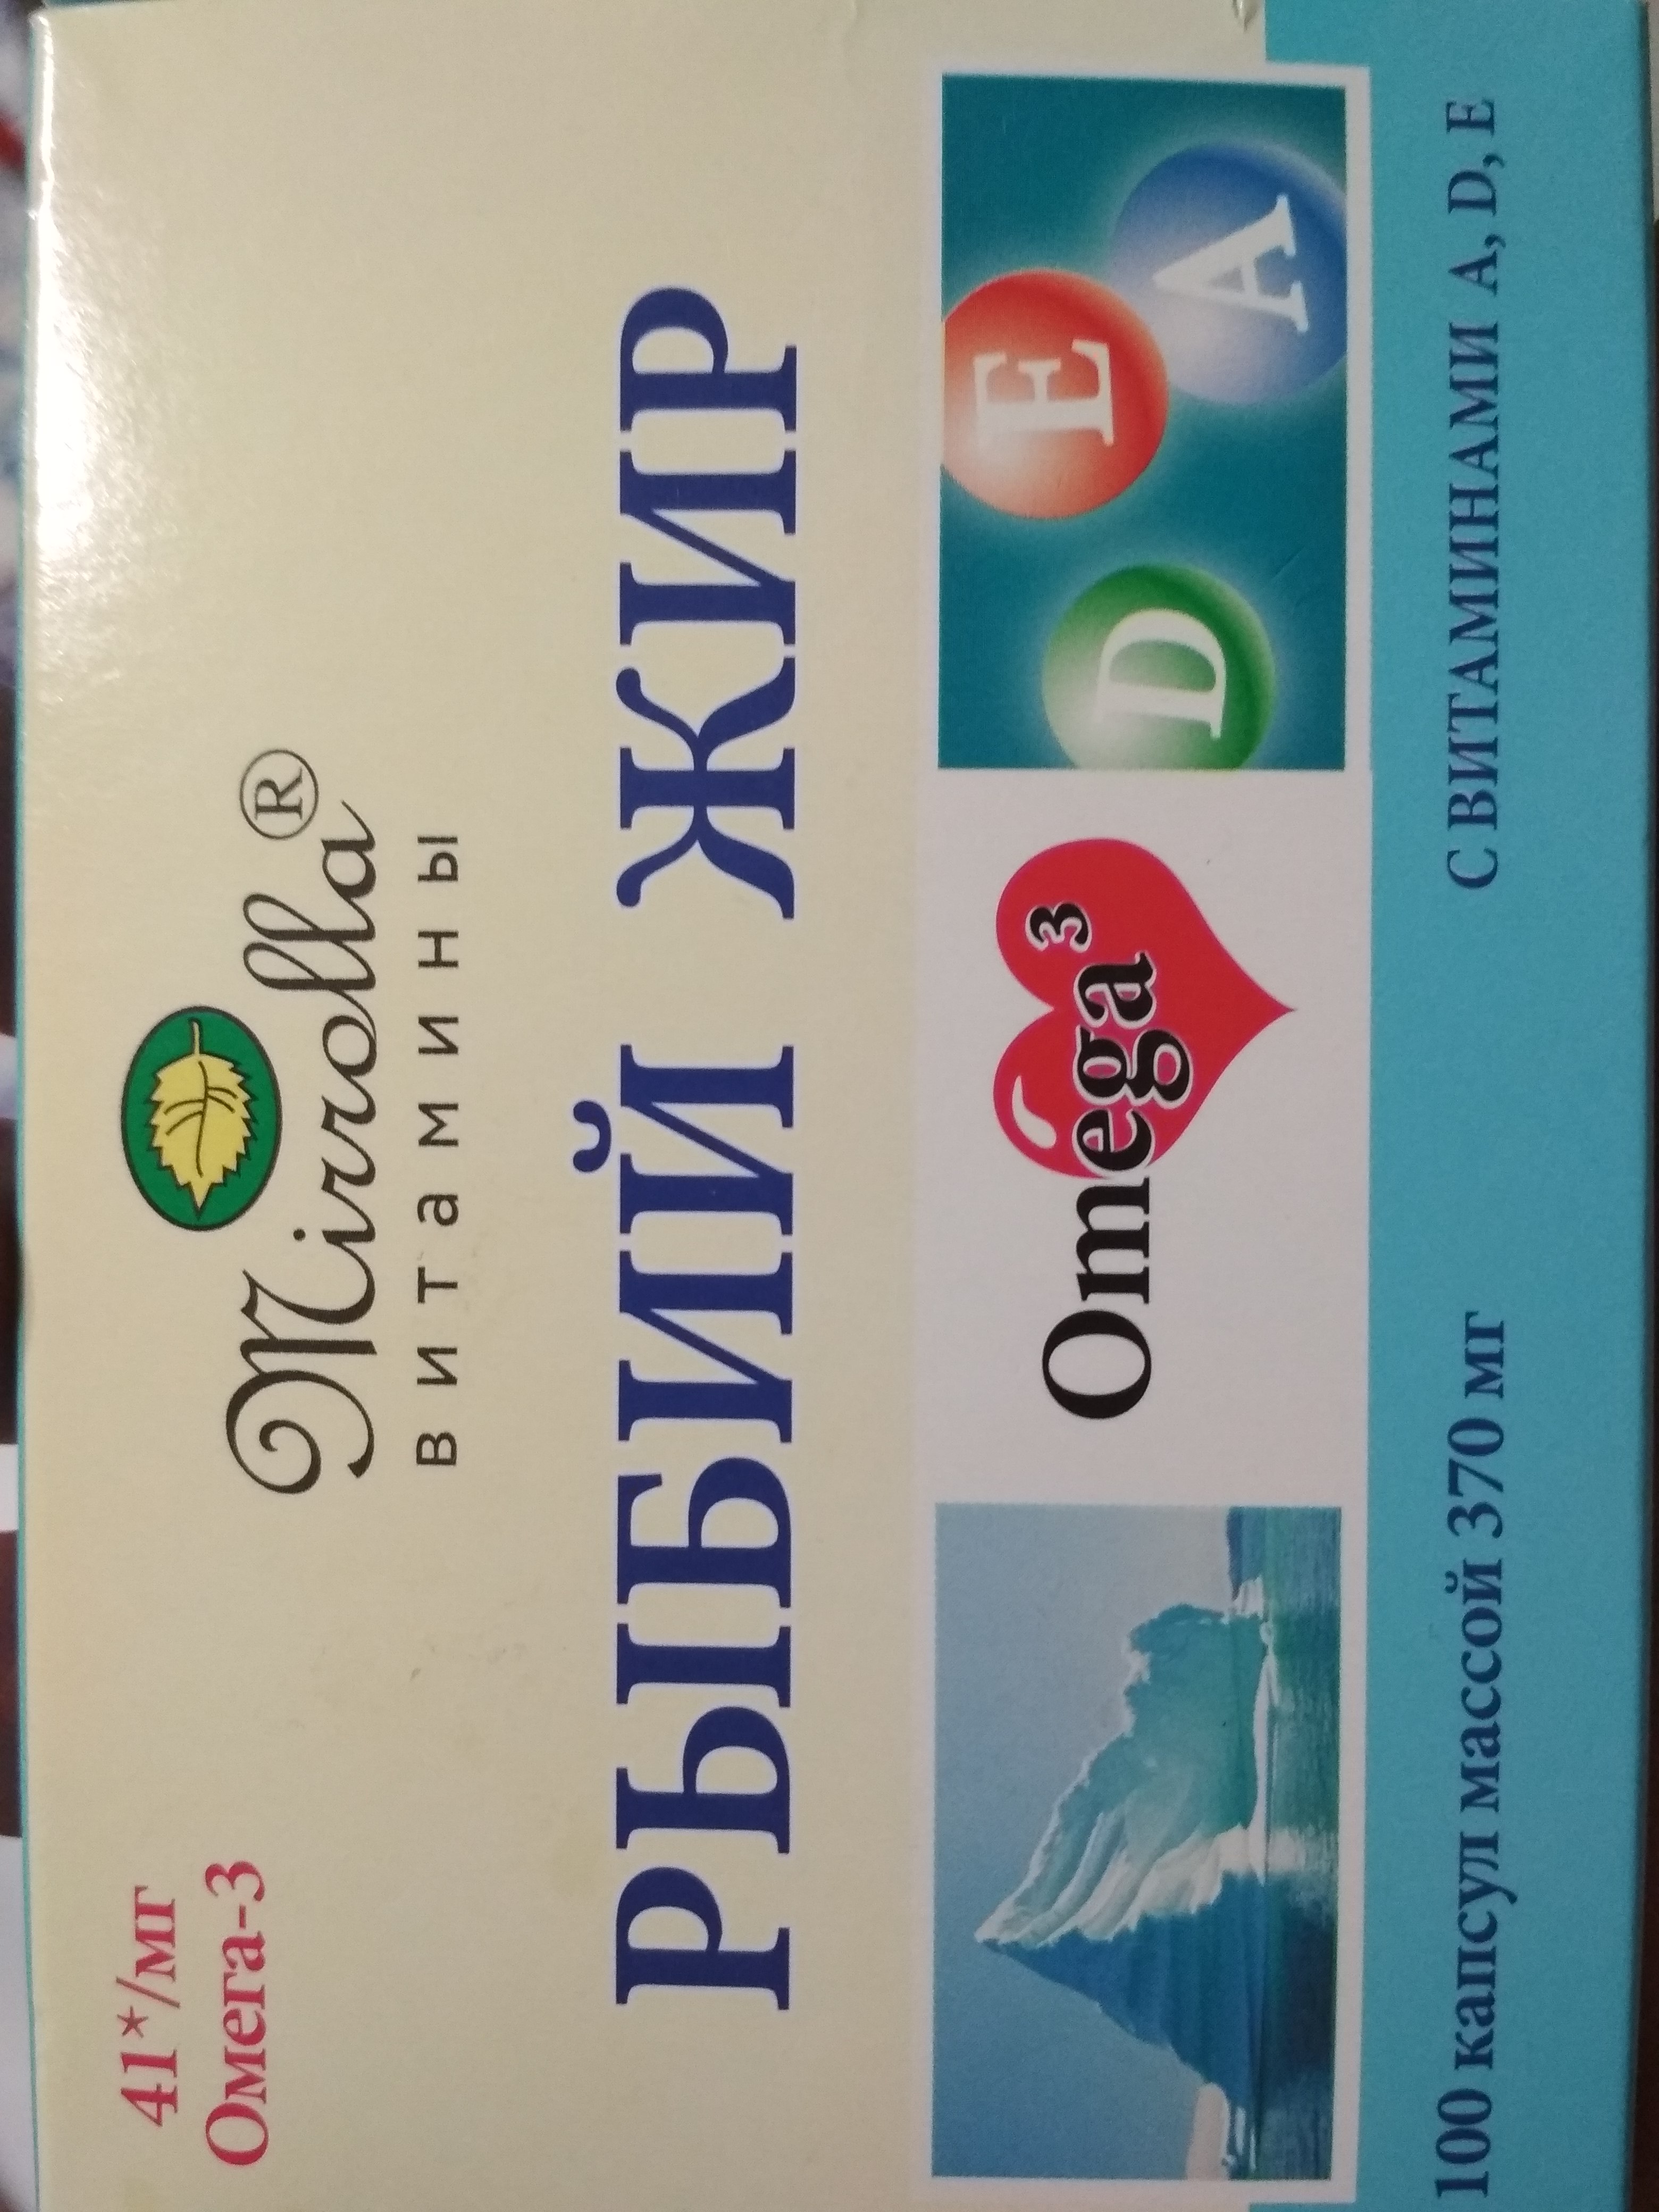 41*/мг
Омега-3
Mirrolla®
витамины
РЫБИЙ ЖИР
Omega³
D
E
A
100 капсул массой 370 мг
С ВИТАМИНАМИ А, D, Е